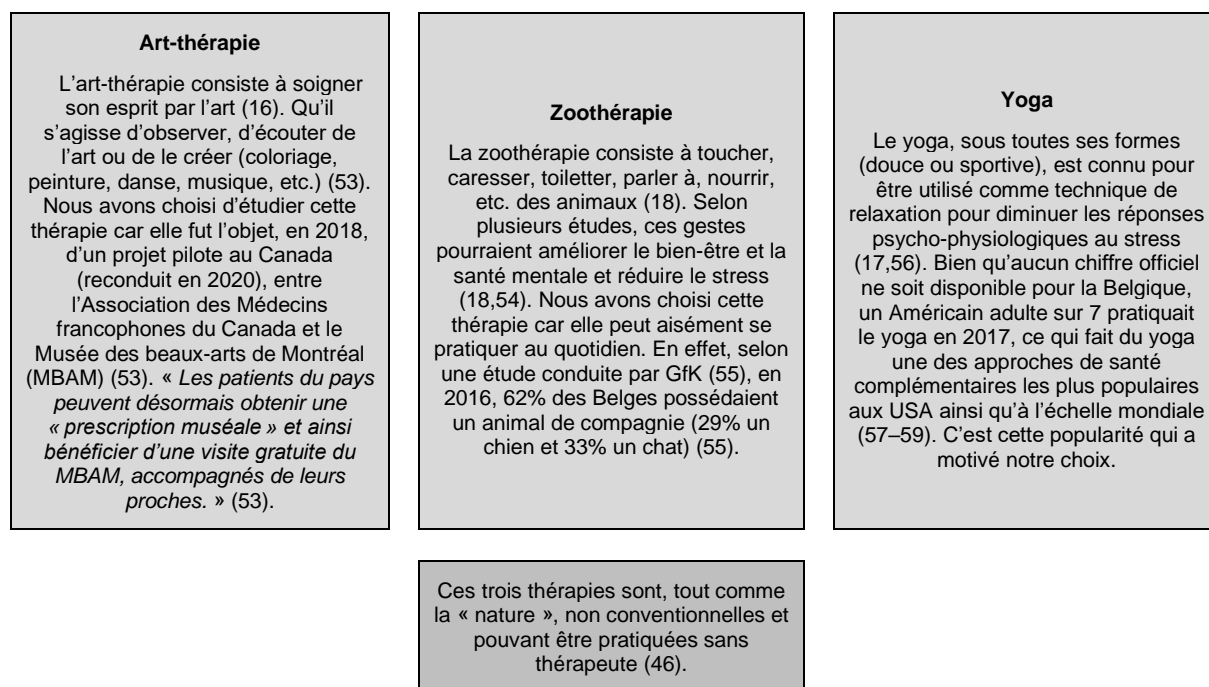 Art-thérapie
L’art-thérapie consiste à soigner
son esprit par l’art (16). Qu’il
s’agisse d’observer, d’écouter de
l’art ou de le créer (coloriage,
peinture, danse, musique, etc.) (53).
Nous avons choisi d’étudier cette
thérapie car elle fut l’objet, en 2018,
d’un projet pilote au Canada
(reconduit en 2020), entre
l’Association des Médecins
francophones du Canada et le
Musée des beaux-arts de Montréal
(MBAM) (53). « Les patients du pays
peuvent désormais obtenir une
« prescription muséale » et ainsi
bénéficier d’une visite gratuite du
MBAM, accompagnés de leurs
proches. » (53).
Zoothérapie
La zoothérapie consiste à toucher,
caresser, toiletter, parler à, nourrir,
etc. des animaux (18). Selon
plusieurs études, ces gestes
pourraient améliorer le bien-être et la
santé mentale et réduire le stress
(18,54). Nous avons choisi cette
thérapie car elle peut aisément se
pratiquer au quotidien. En effet, selon
une étude conduite par GfK (55), en
2016, 62% des Belges possédaient
un animal de compagnie (29% un
chien et 33% un chat) (55).
Yoga
Le yoga, sous toutes ses formes
(douce ou sportive), est connu pour
être utilisé comme technique de
relaxation pour diminuer les réponses
psycho-physiologiques au stress
(17,56). Bien qu’aucun chiffre officiel
ne soit disponible pour la Belgique,
un Américain adulte sur 7 pratiquait
le yoga en 2017, ce qui fait du yoga
une des approches de santé
complémentaires les plus populaires
aux USA ainsi qu’à l’échelle mondiale
(57–59). C’est cette popularité qui a
motivé notre choix.
Ces trois thérapies sont, tout comme
la « nature », non conventionnelles et
pouvant être pratiquées sans
thérapeute (46).